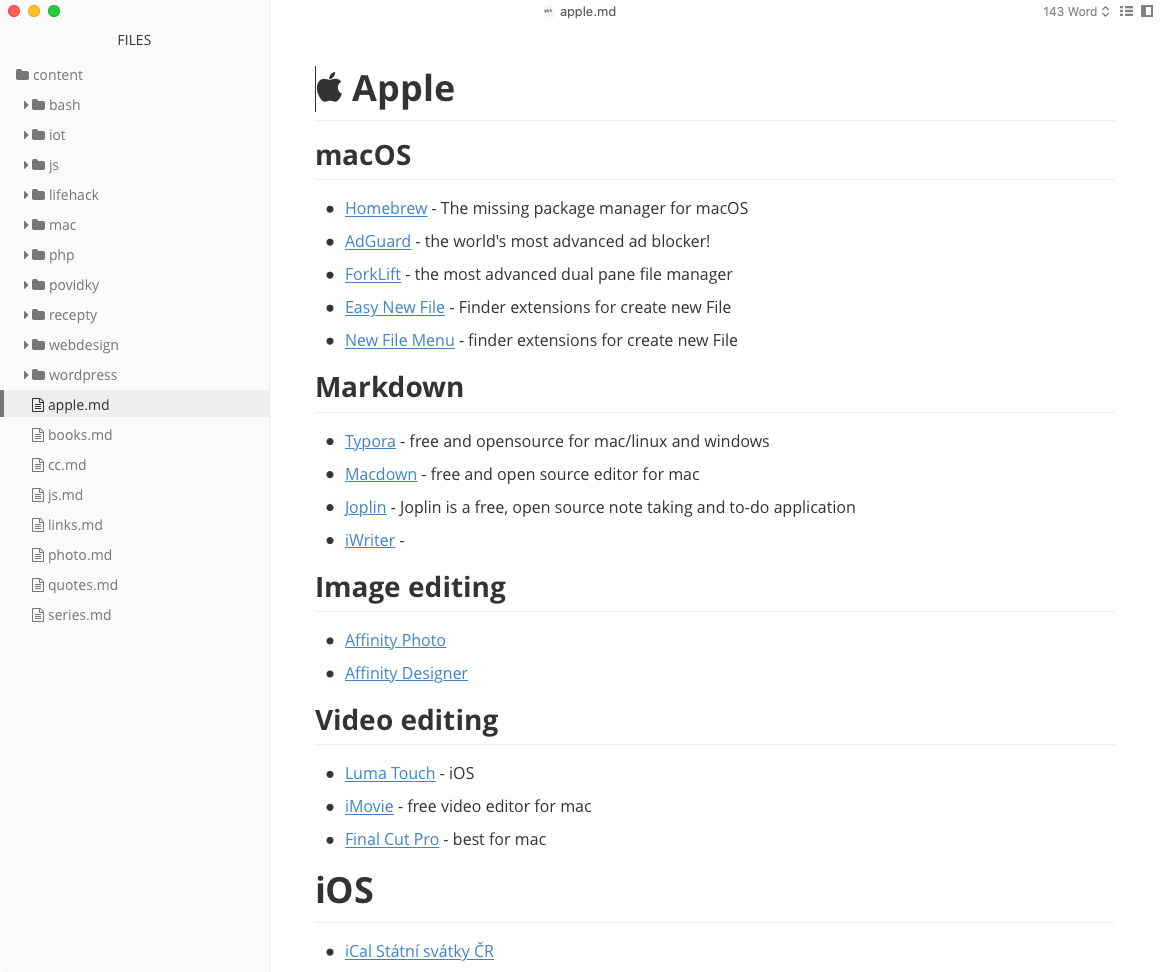 apple.md
143 Word
FILES
content
bash
iot
js
lifehack
mac
php
povidky
recepty
webdesign
wordpress
apple.md
books.md
cc.md
js.md
links.md
photo.md
quotes.md
series.md
Apple
macOS
Homebrew - The missing package manager for macOS
AdGuard - the world's most advanced ad blocker!
ForkLift - the most advanced dual pane file manager
Easy New File - Finder extensions for create new File
New File Menu - finder extensions for create new File
Markdown
Typora - free and opensource for mac/linux and windows
Macdown - free and open source editor for mac
Joplin - Joplin is a free, open source note taking and to-do application
iWriter -
Image editing
Affinity Photo
Affinity Designer
Video editing
Luma Touch - iOS
iMovie - free video editor for mac
Final Cut Pro - best for mac
iOS
iCal Státní svátky ČR